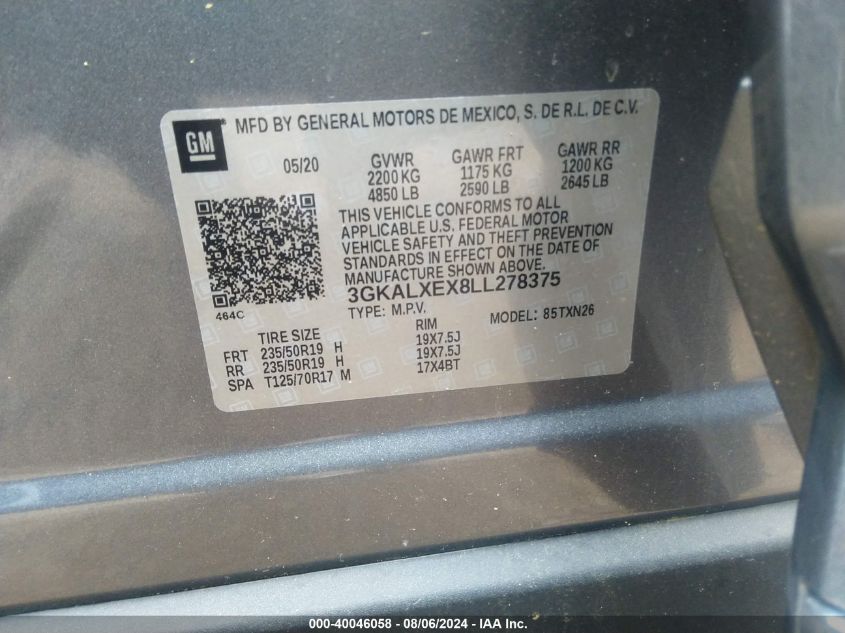 GM
MFD BY GENERAL MOTORS DE MEXICO, S. DE R.L. DE C.V.
05/20 GVWR GAWR FRT GAWR RR
2200 KG 1175 KG 1200 KG
4850 LB 2590 LB 2645 LB
THIS VEHICLE CONFORMS TO ALL
APPLICABLE U.S. FEDERAL MOTOR
VEHICLE SAFETY AND THEFT PREVENTION
STANDARDS IN EFFECT ON THE DATE OF
MANUFACTURE SHOWN ABOVE.
3GKALXEX8LL278375
464C
TYPE: M.P.V. MODEL: 85TXN26
TIRE SIZE RIM
FRT 235/50R19 H 19X7.5J
RR 235/50R19 H 19X7.5J
SPA T125/70R17 M 17X4BT
000-40046058 - 08/06/2024 - IAA Inc.